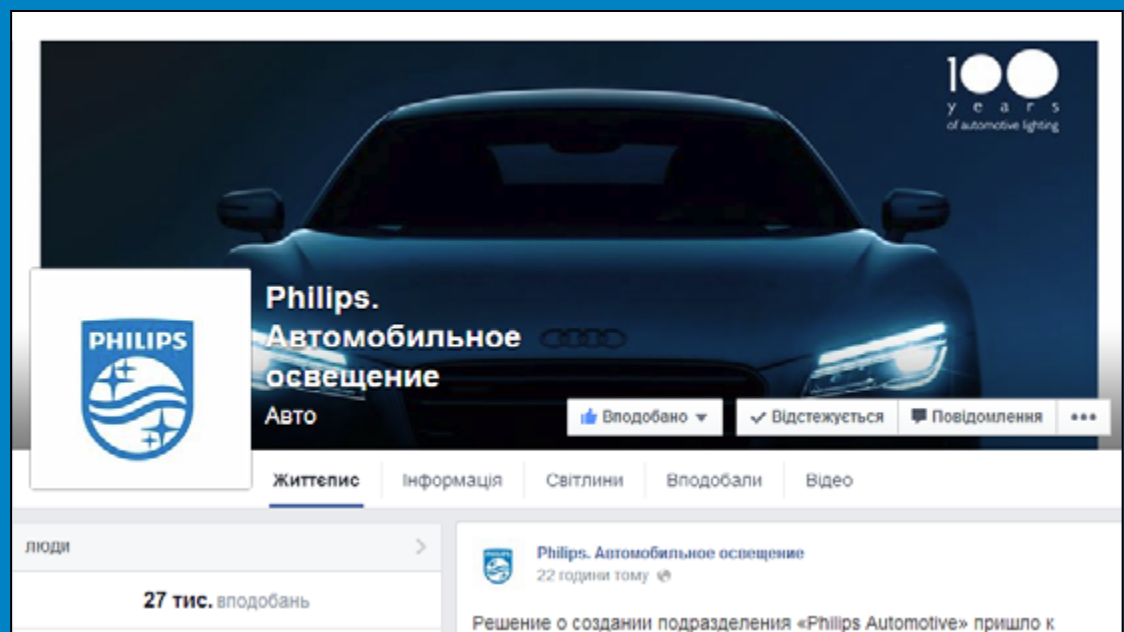 100
years
of automotive lighting
PHILIPS
Philips.
Автомобильное
освещение
Авто
Вподобано
Відстежується
Повідомлення
Життєпис
Інформація
Світлини
Вподобали
Відео
ЛЮДИ
27 тис. вподобань
Philips. Автомобильное освещение
22 години тому
Решение о создании подразделения «Philips Automotive» пришло к